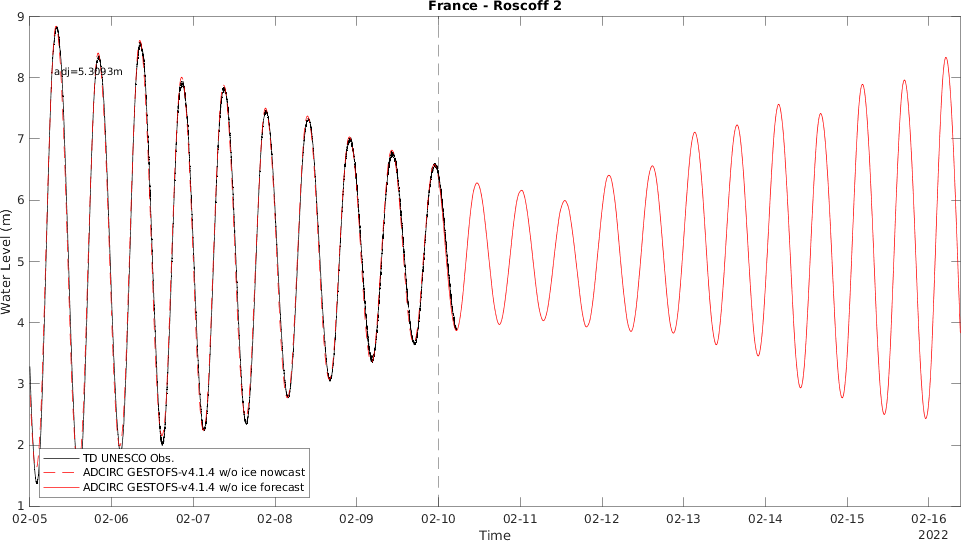 France - Roscoff 2
9
8
7
6
5
4
3
2
1
Water Level (m)
adj=5.3093m
TD UNESCO Obs.
ADCIRC GESTOFS-v4.1.4 w/o ice nowcast
ADCIRC GESTOFS-v4.1.4 w/o ice forecast
02-05 02-06 02-07 02-08 02-09 02-10 02-11 02-12 02-13 02-14 02-15 02-16
Time
2022